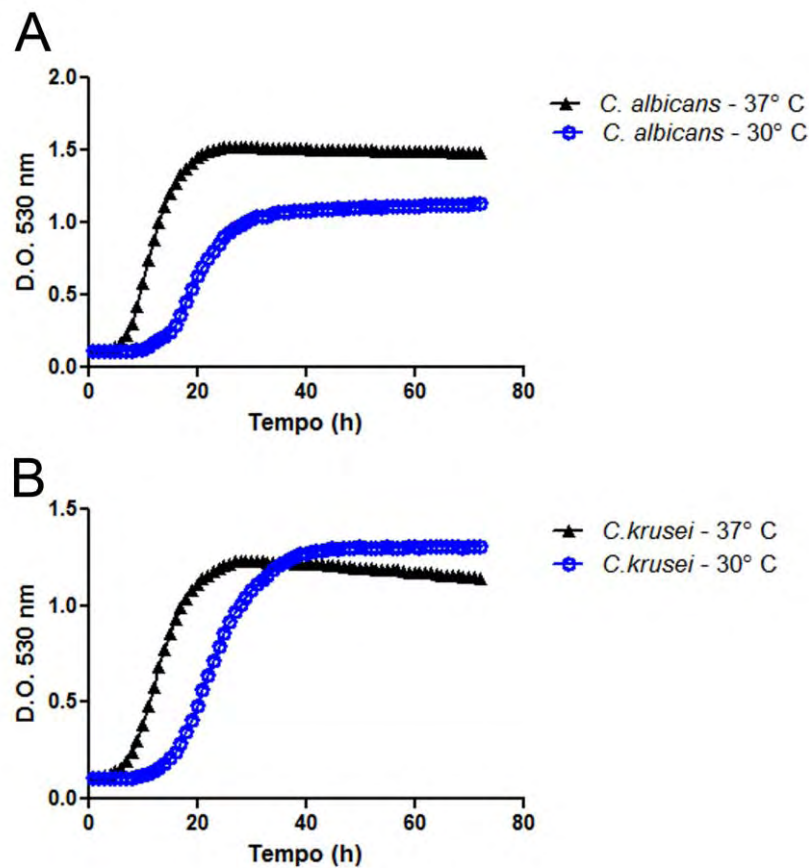 A
2.0
1.5
1.0
0.5
0.0
D.O. 530 nm
0 20 40 60 80
Tempo (h)
C. albicans - 37° C
C. albicans - 30° C
B
1.5
1.0
0.5
0.0
D.O. 530 nm
0 20 40 60 80
Tempo (h)
C.krusei - 37° C
C.krusei - 30° C